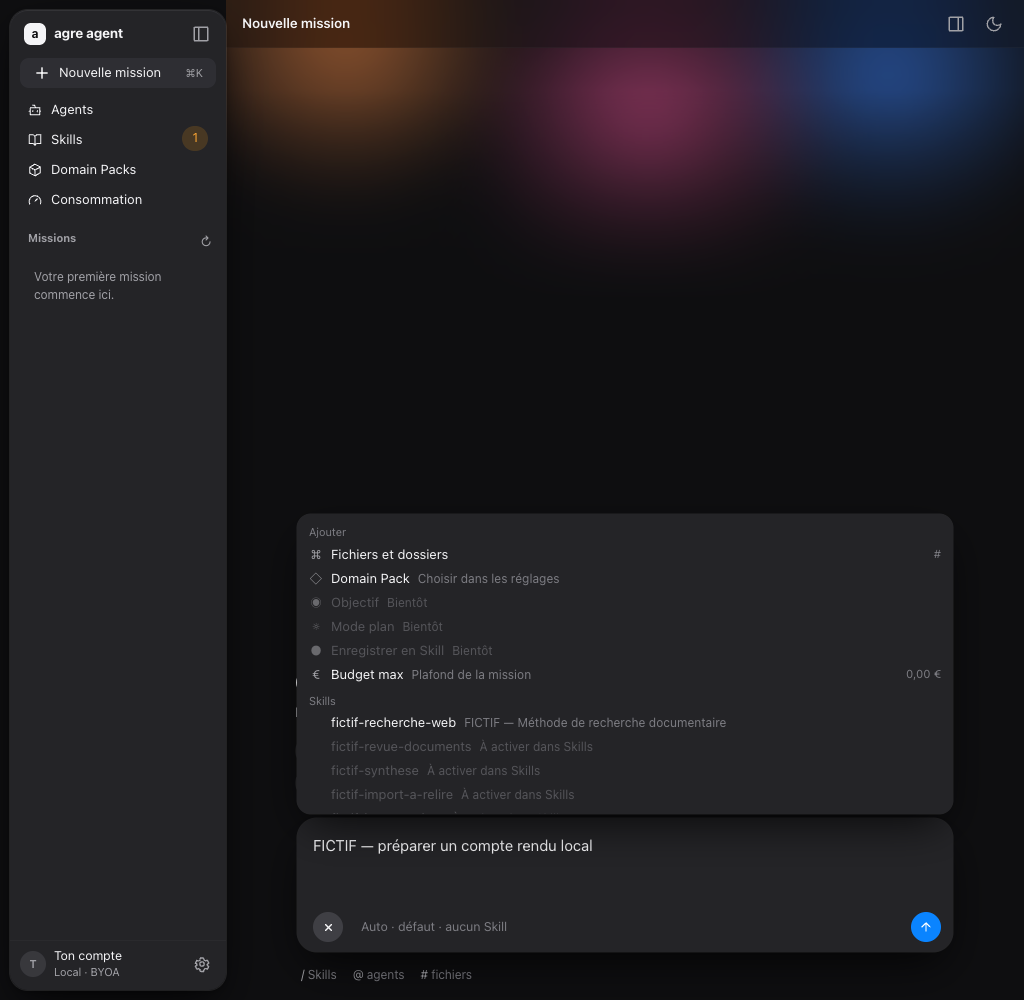 a agre agent
Nouvelle mission
Nouvelle mission ⌘K
Agents
Skills 1
Domain Packs
Consommation
Missions
Votre première mission
commence ici.
Ajouter
⌘ Fichiers et dossiers #
Domain Pack Choisir dans les réglages
Objectif Bientôt
Mode plan Bientôt
Enregistrer en Skill Bientôt
€ Budget max Plafond de la mission 0,00 €
Skills
fictif-recherche-web FICTIF — Méthode de recherche documentaire
fictif-revue-documents À activer dans Skills
fictif-synthese À activer dans Skills
fictif-import-a-relire À activer dans Skills
FICTIF — préparer un compte rendu local
Auto · défaut · aucun Skill
/ Skills @ agents # fichiers
T Ton compte
Local · BYOA